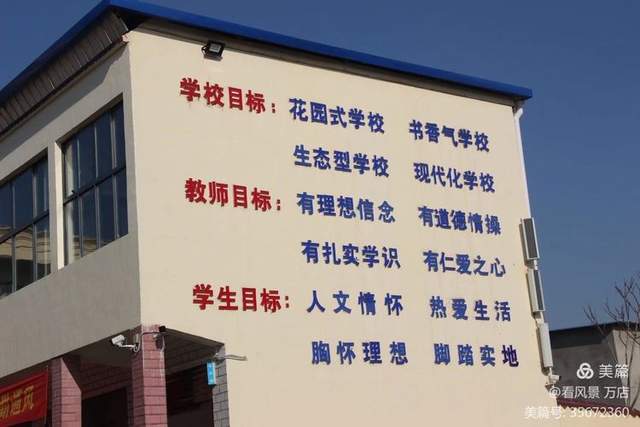 学校目标：花园式学校 书香气学校
生态型学校 现代化学校
教师目标：有理想信念 有道德情操
有扎实学识 有仁爱之心
学生目标：人文情怀 热爱生活
胸怀理想 脚踏实地
美篇
@看风景 万店
美篇号: 39672360